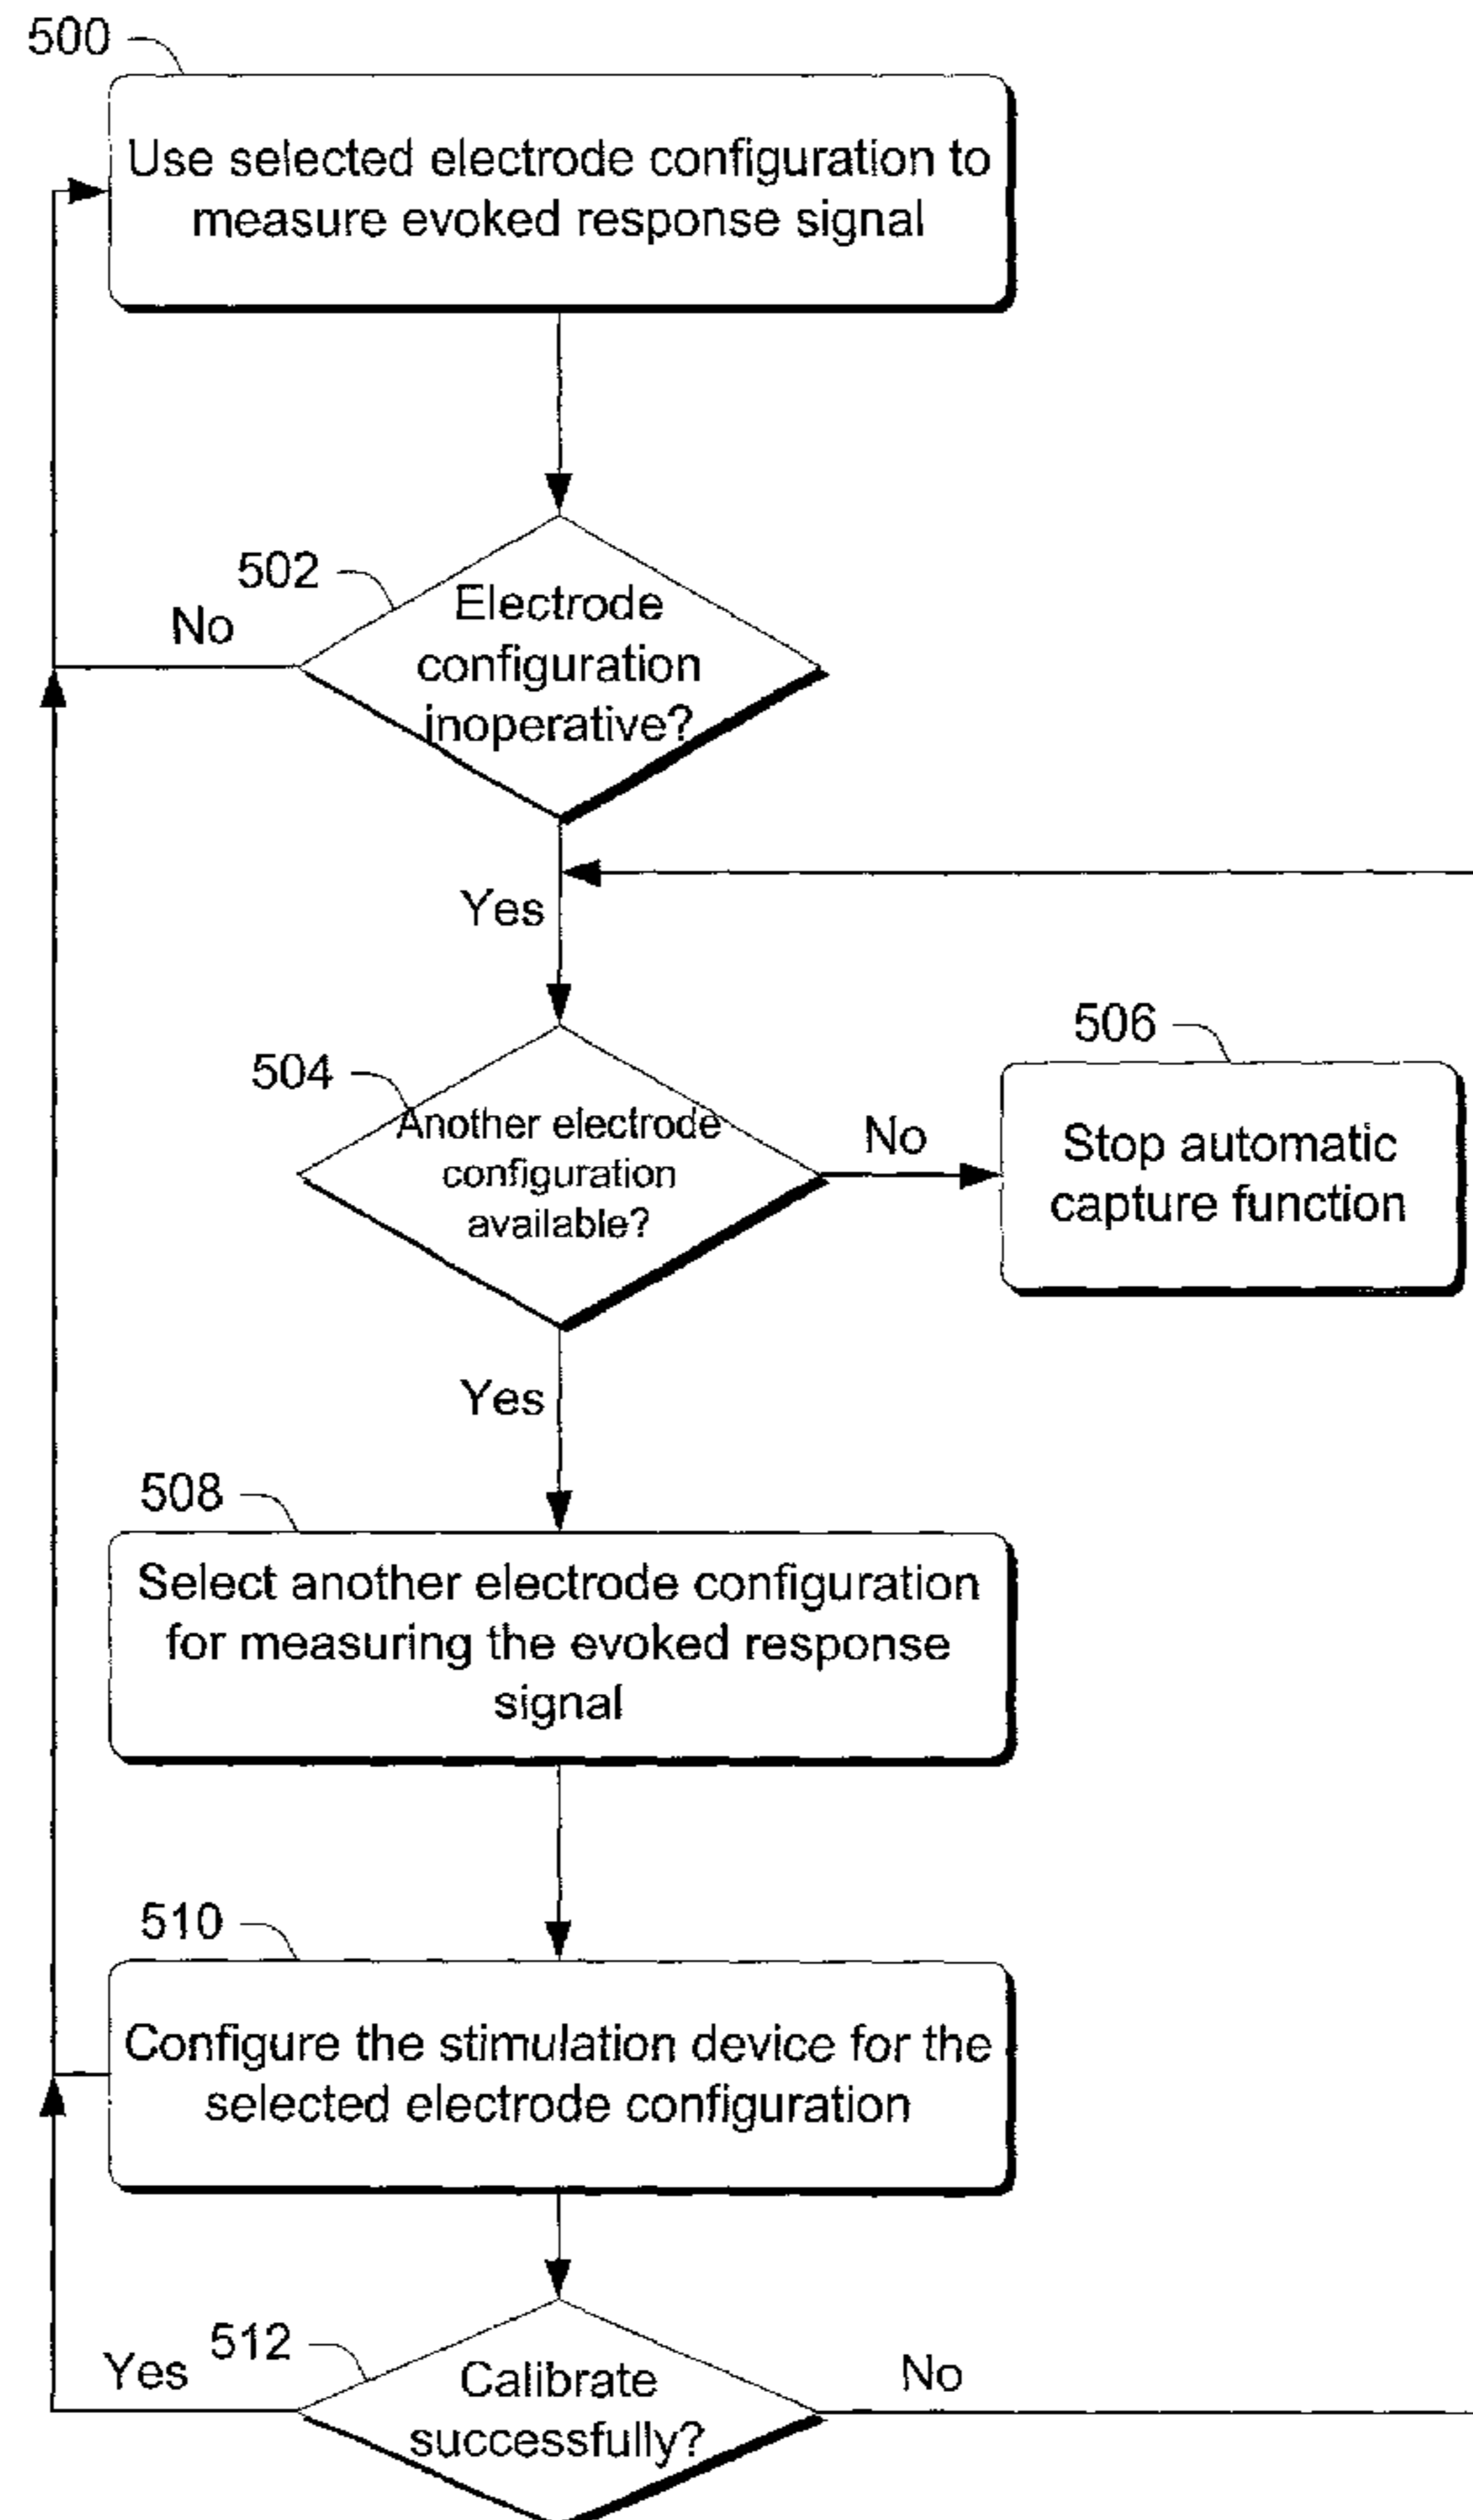 500
Use selected electrode configuration to
measure evoked response signal
502
No
Electrode
configuration
inoperative?
Yes
504
Another electrode
configuration
available?
No
506
Stop automatic
capture function
Yes
508
Select another electrode configuration
for measuring the evoked response
signal
510
Configure the stimulation device for the
selected electrode configuration
512
Yes
Calibrate
successfully?
No